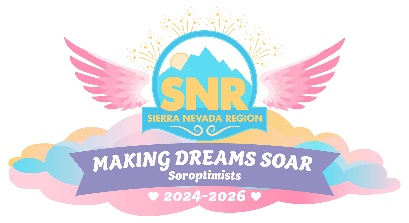 SNR
SIERRA NEVADA REGION
MAKING DREAMS SOAR
Soroptimists
2024-2026